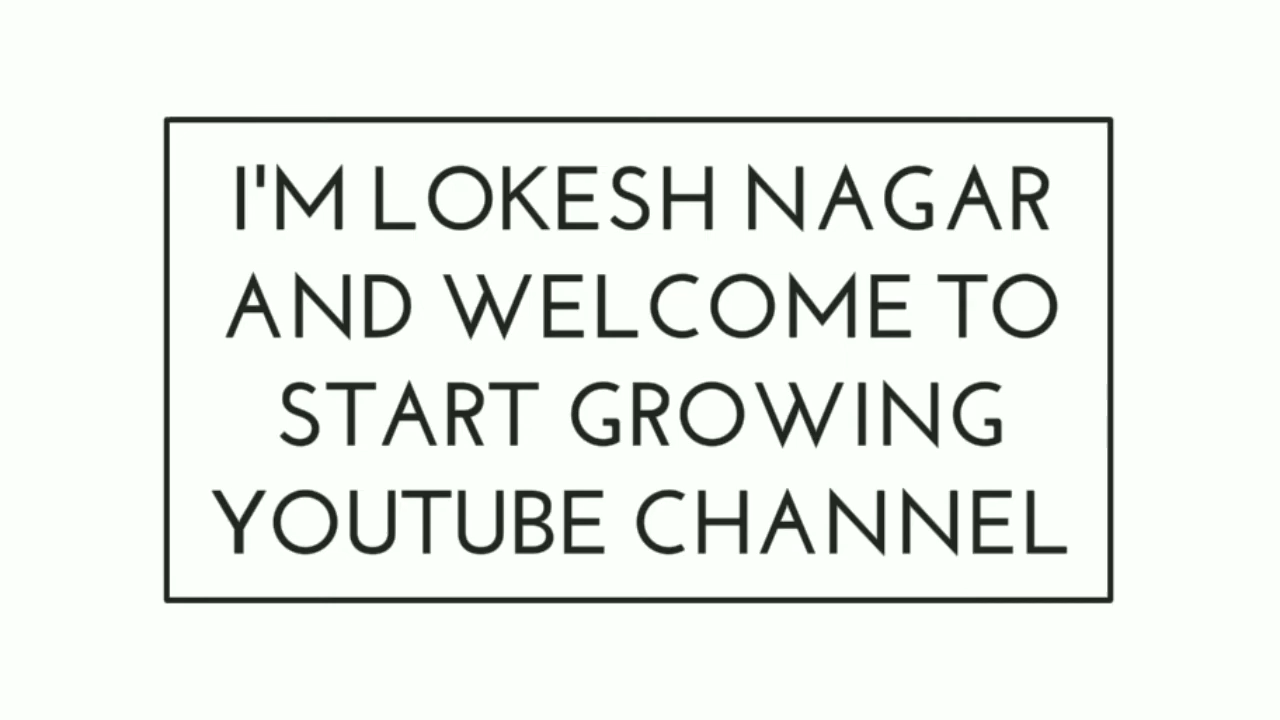 I'M LOKESH NAGAR
AND WELCOME TO
START GROWING
YOUTUBE CHANNEL